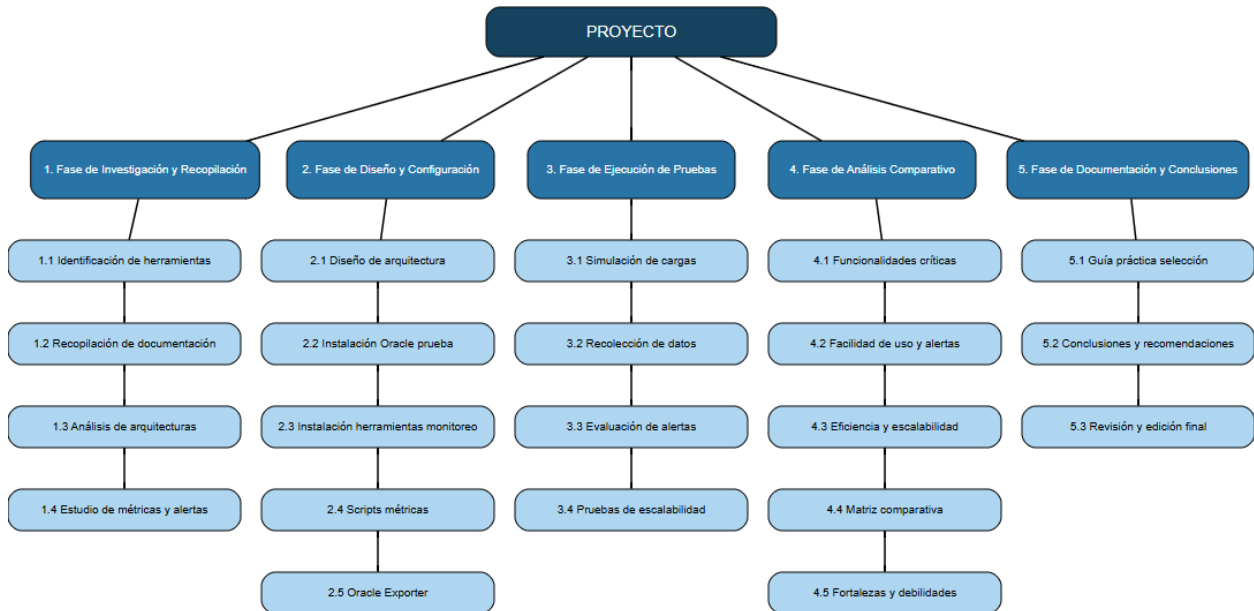 PROYECTO
1. Fase de Investigación y Recopilación
2. Fase de Diseño y Configuración
3. Fase de Ejecución de Pruebas
4. Fase de Análisis Comparativo
5. Fase de Documentación y Conclusiones
1.1 Identificación de herramientas
2.1 Diseño de arquitectura
3.1 Simulación de cargas
4.1 Funcionalidades críticas
5.1 Guía práctica selección
1.2 Recopilación de documentación
2.2 Instalación Oracle prueba
3.2 Recolección de datos
4.2 Facilidad de uso y alertas
5.2 Conclusiones y recomendaciones
1.3 Análisis de arquitecturas
2.3 Instalación herramientas monitoreo
3.3 Evaluación de alertas
4.3 Eficiencia y escalabilidad
5.3 Revisión y edición final
1.4 Estudio de métricas y alertas
2.4 Scripts métricas
3.4 Pruebas de escalabilidad
4.4 Matriz comparativa
2.5 Oracle Exporter
4.5 Fortalezas y debilidades